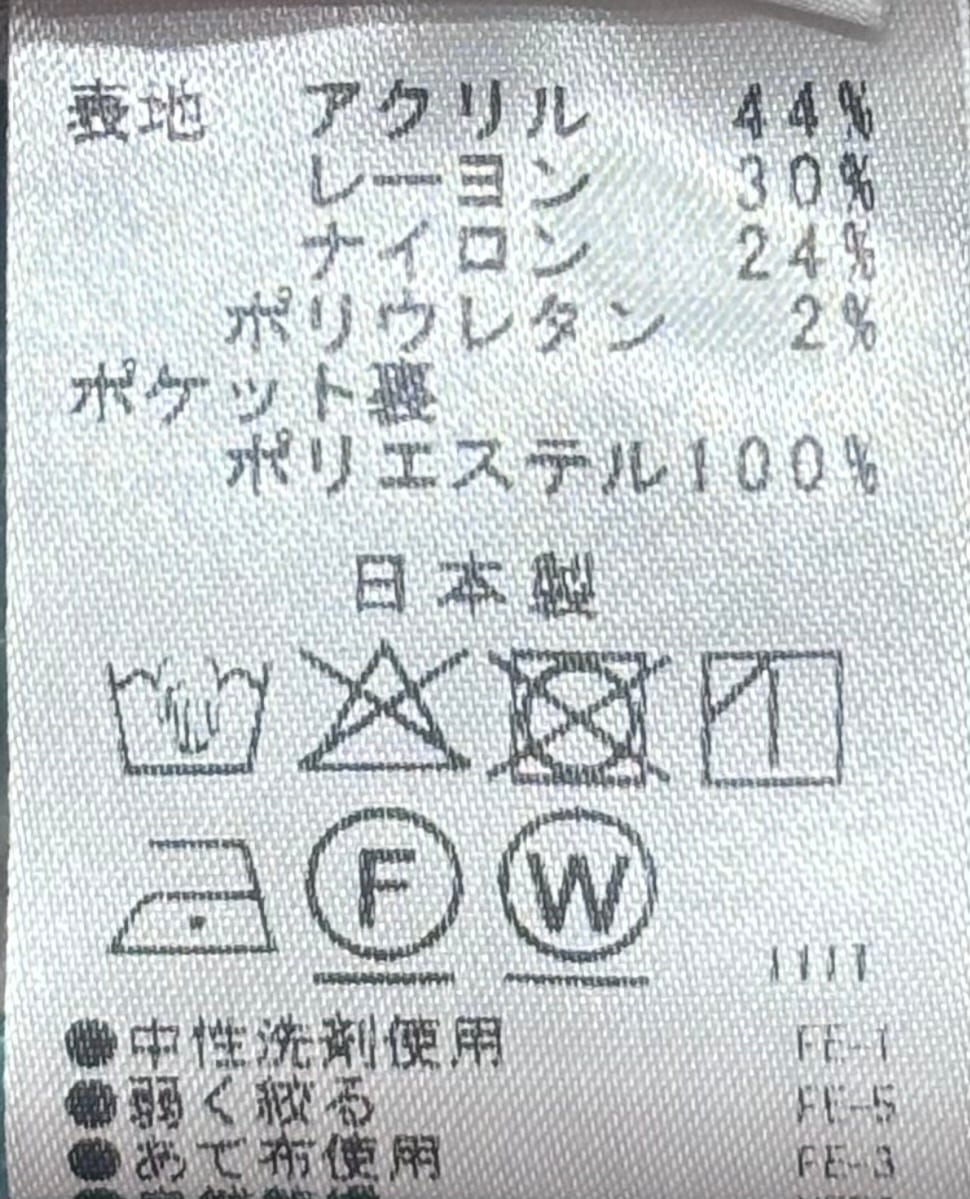 表地 アクリル 44%
レーヨン 30%
ナイロン 24%
ポリウレタン 2%
ポケット裏
ポリエステル100%
日本製
F W
●中性洗剤使用 FE-1
●弱く絞る FE-5
●あて布使用 FE-3